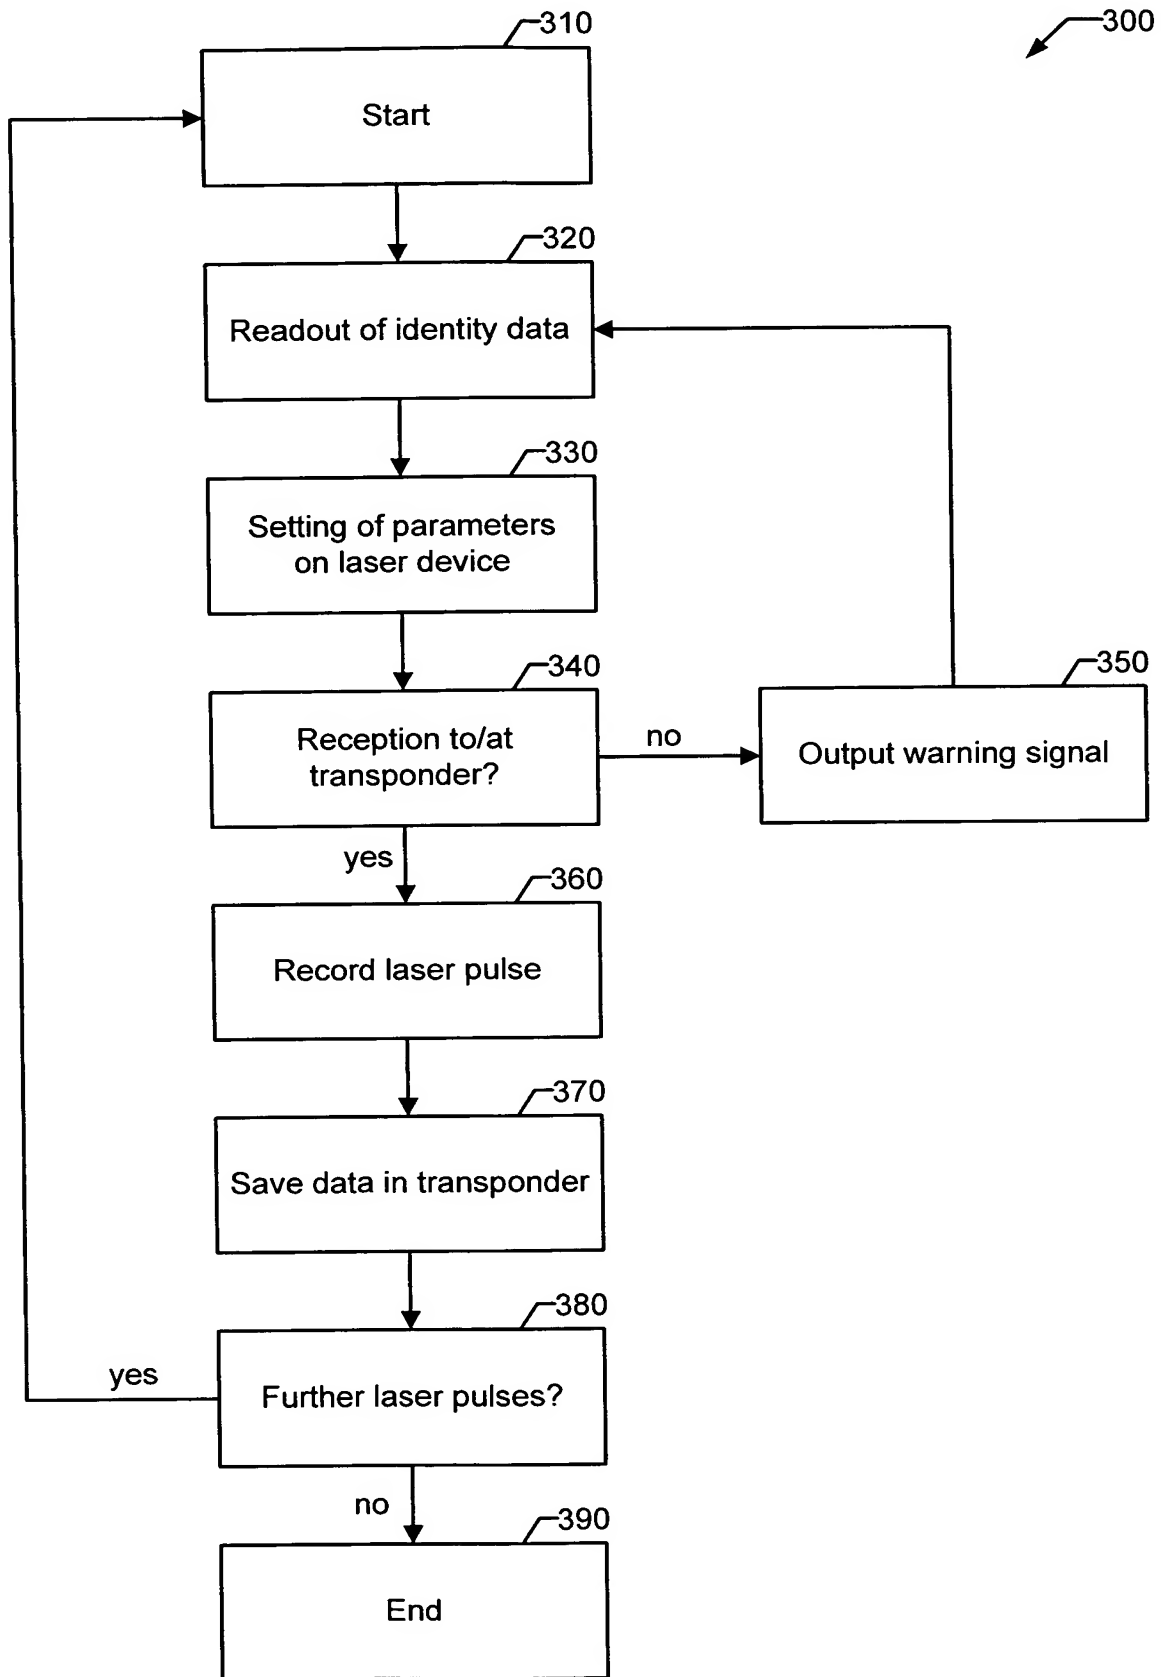 310
300
Start
320
Readout of identity data
330
Setting of parameters
on laser device
340
Reception to/at
transponder?
no
350
Output warning signal
yes
360
Record laser pulse
370
Save data in transponder
380
yes
Further laser pulses?
no
390
End